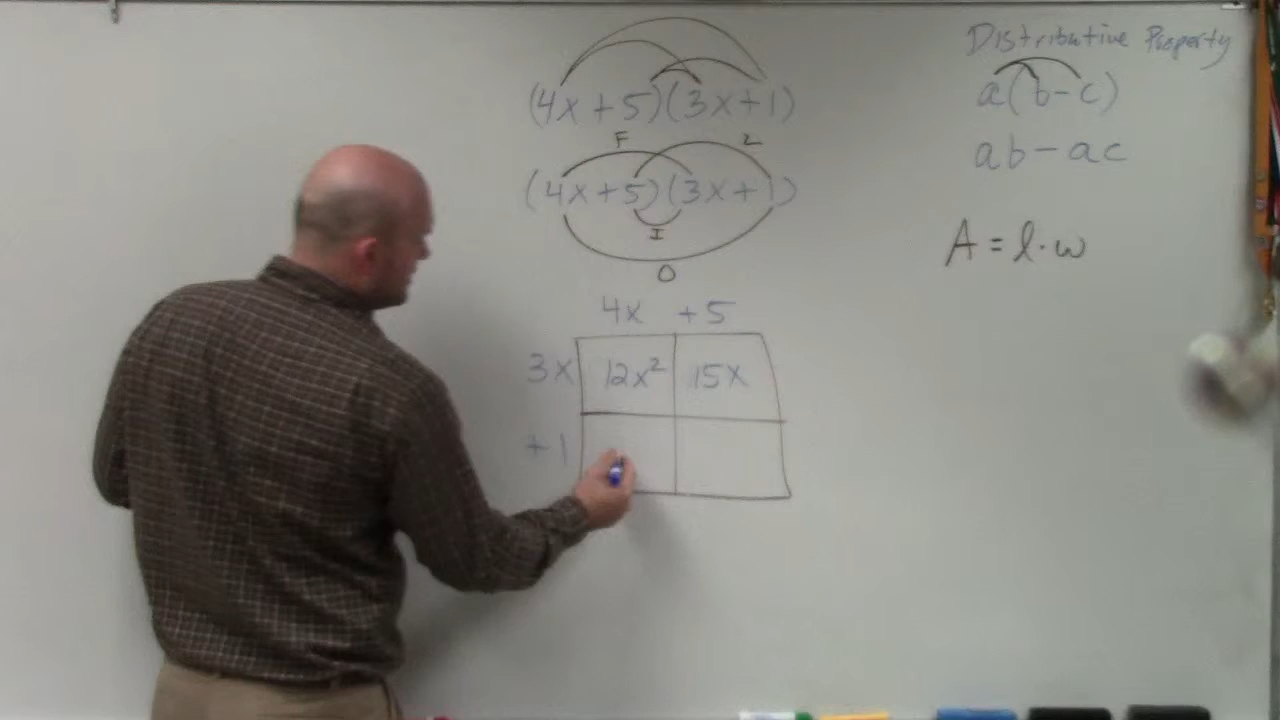 (4x+5)(3x+1)
F L
(4x+5)(3x+1)
I
O
4x +5
3x 12x² 15x
+1
Distributive Property
a(b-c)
ab-ac
A=l·w